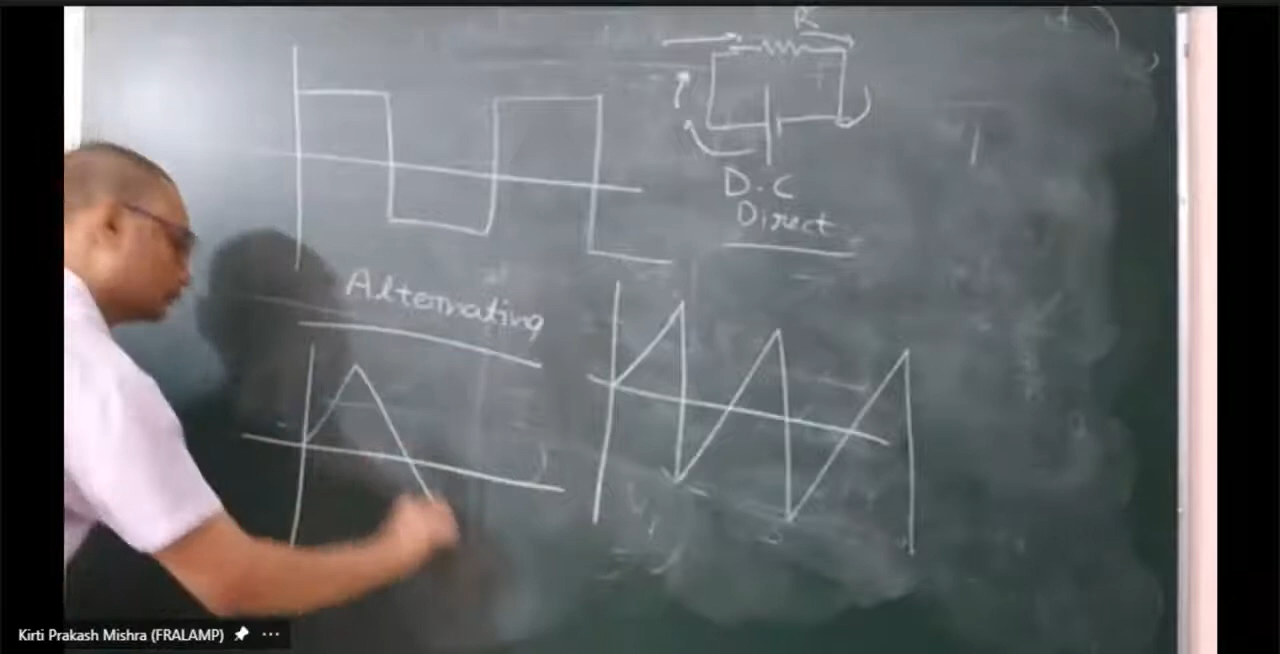 R
D.C
Direct
Alternating
Kirti Prakash Mishra (FRALAMP)